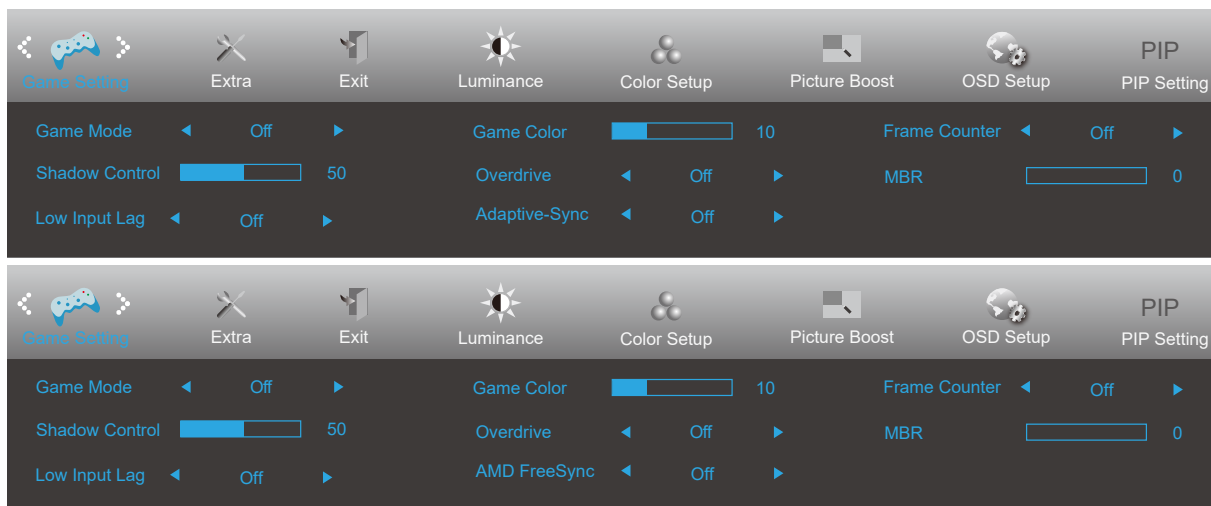 PIP
Game Setting Extra Exit Luminance Color Setup Picture Boost OSD Setup PIP Setting
Game Mode Off Game Color 10 Frame Counter Off
Shadow Control 50 Overdrive Off MBR 0
Low Input Lag Off Adaptive-Sync Off
PIP
Game Setting Extra Exit Luminance Color Setup Picture Boost OSD Setup PIP Setting
Game Mode Off Game Color 10 Frame Counter Off
Shadow Control 50 Overdrive Off MBR 0
Low Input Lag Off AMD FreeSync Off